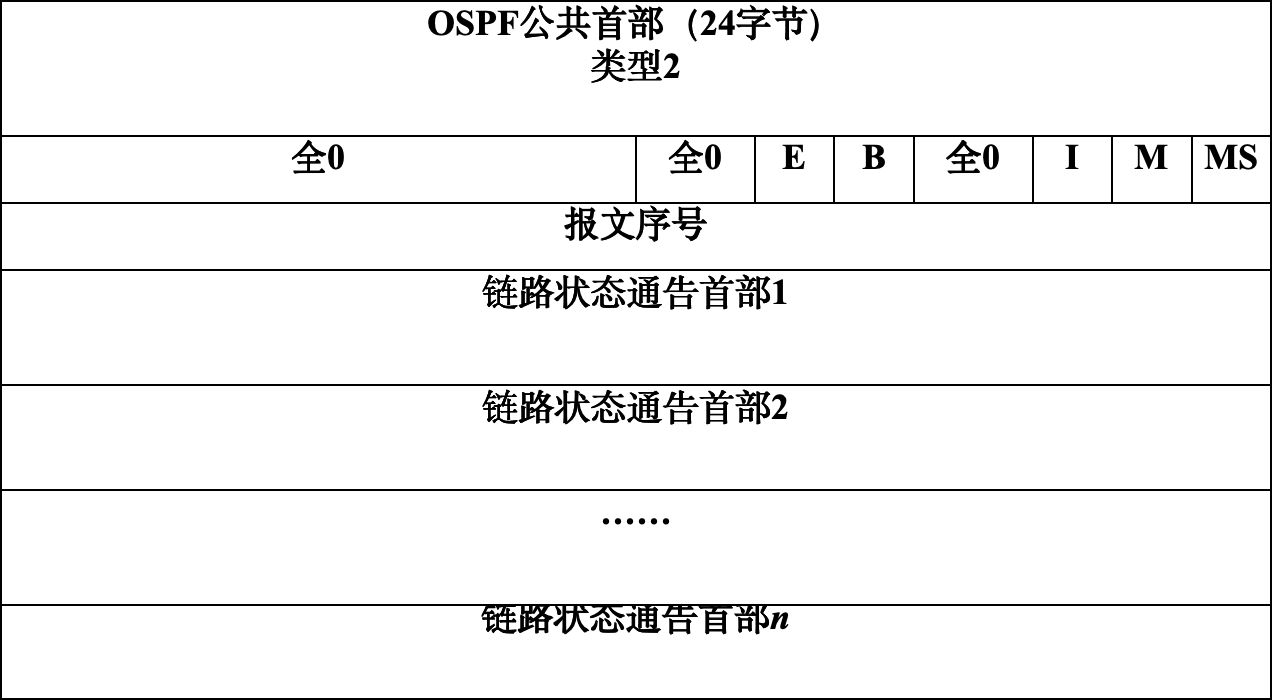 OSPF公共首部（24字节）
类型2
全0 全0 E B 全0 I M MS
报文序号
链路状态通告首部1
链路状态通告首部2
……
链路状态通告首部n